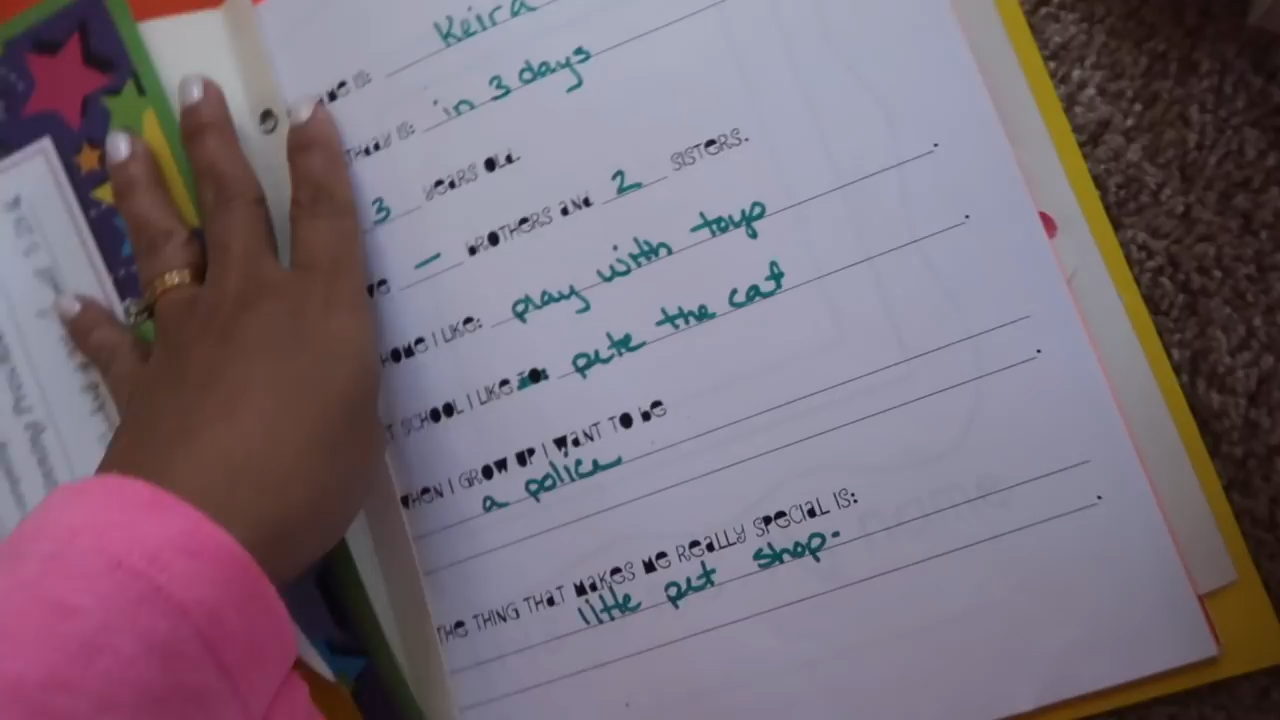 Keira
in 3 days
3 years old
- brothers and 2 sisters.
home I like: play with toys.
school I like to: pete the cat.
when I grow up I want to be
a police
the thing that makes me really special is:
little pet shop.